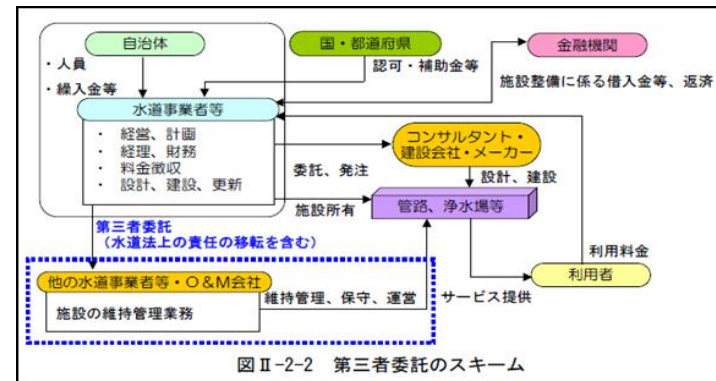 自治体
国・都道府県
金融機関
・人員
・繰入金等
認可・補助金等
施設整備に係る借入金等、返済
水道事業者等
・ 経営、計画
・ 経理、財務
・ 料金徴収
・ 設計、建設、更新
コンサルタント・
建設会社・メーカー
委託、発注
設計、建設
施設所有
管路、浄水場等
第三者委託
（水道法上の責任の移転を含む）
利用料金
他の水道事業者等・O＆M会社
施設の維持管理業務
維持管理、保守、運営
サービス提供
利用者
図Ⅱ-2-2 第三者委託のスキーム